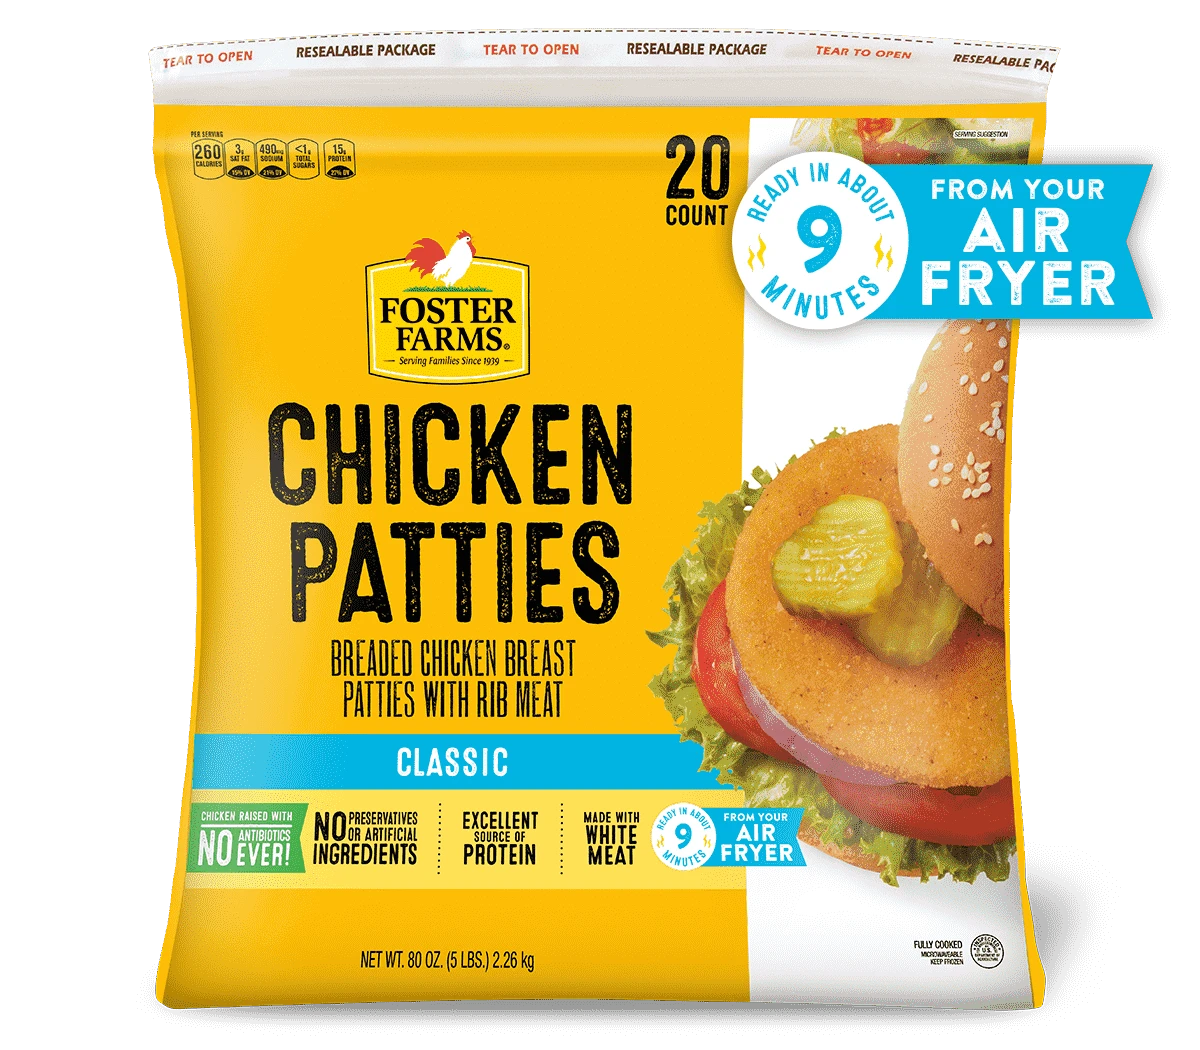 TEAR TO OPEN RESEALABLE PACKAGE TEAR TO OPEN RESEALABLE PACKAGE TEAR TO OPEN RESEALABLE PAC
PER SERVING
260 CALORIES
3g SAT FAT 15% DV
490mg SODIUM 21% DV
<1g TOTAL SUGARS
15g PROTEIN 27% DV
20
COUNT
SERVING SUGGESTION
READY IN ABOUT
9
MINUTES
FROM YOUR
AIR
FRYER
FOSTER
FARMS®
Serving Families Since 1939
CHICKEN
PATTIES
BREADED CHICKEN BREAST
PATTIES WITH RIB MEAT
CLASSIC
CHICKEN RAISED WITH
NO ANTIBIOTICS
EVER!
NO PRESERVATIVES
OR ARTIFICIAL
INGREDIENTS
EXCELLENT
SOURCE OF
PROTEIN
MADE WITH
WHITE
MEAT
READY IN ABOUT
9
MINUTES
FROM YOUR
AIR
FRYER
NET WT. 80 OZ. (5 LBS.) 2.26 kg
FULLY COOKED
MICROWAVEABLE
KEEP FROZEN
INSPECTED
U.S.
DEPARTMENT OF
AGRICULTURE